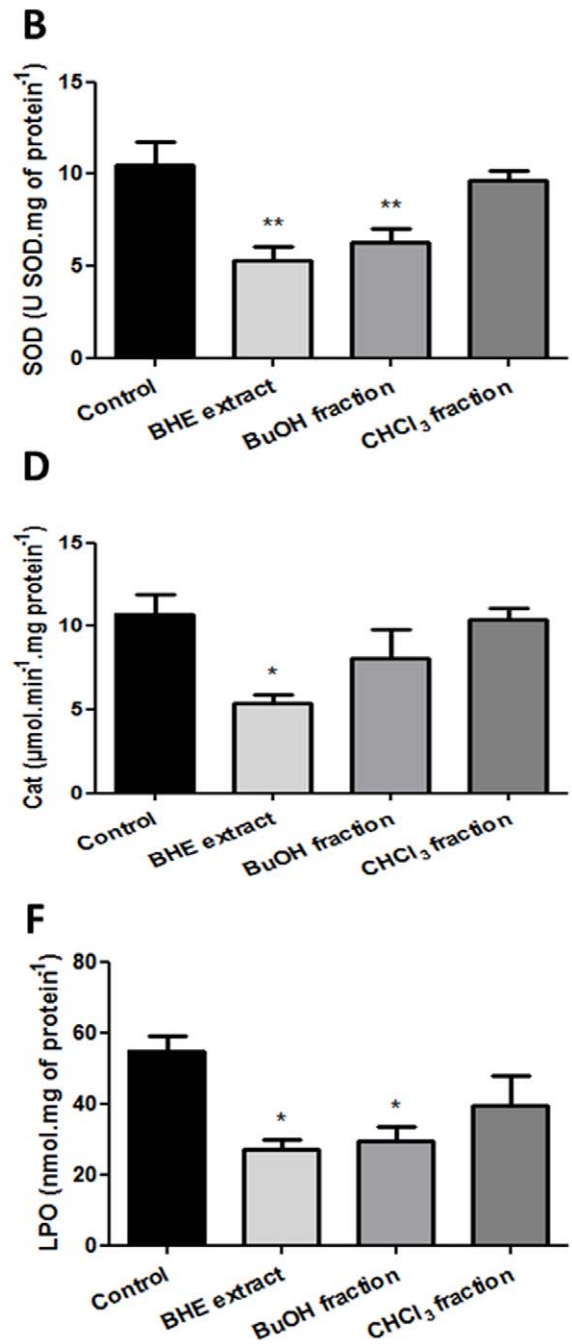 B
SOD (U SOD.mg of protein⁻¹)
15
10
5
0
**
**
Control
BHE extract
BuOH fraction
CHCl₃ fraction
D
Cat (µmol.min⁻¹.mg protein⁻¹)
15
10
5
0
*
Control
BHE extract
BuOH fraction
CHCl₃ fraction
F
LPO (nmol.mg of protein⁻¹)
80
60
40
20
0
*
*
Control
BHE extract
BuOH fraction
CHCl₃ fraction